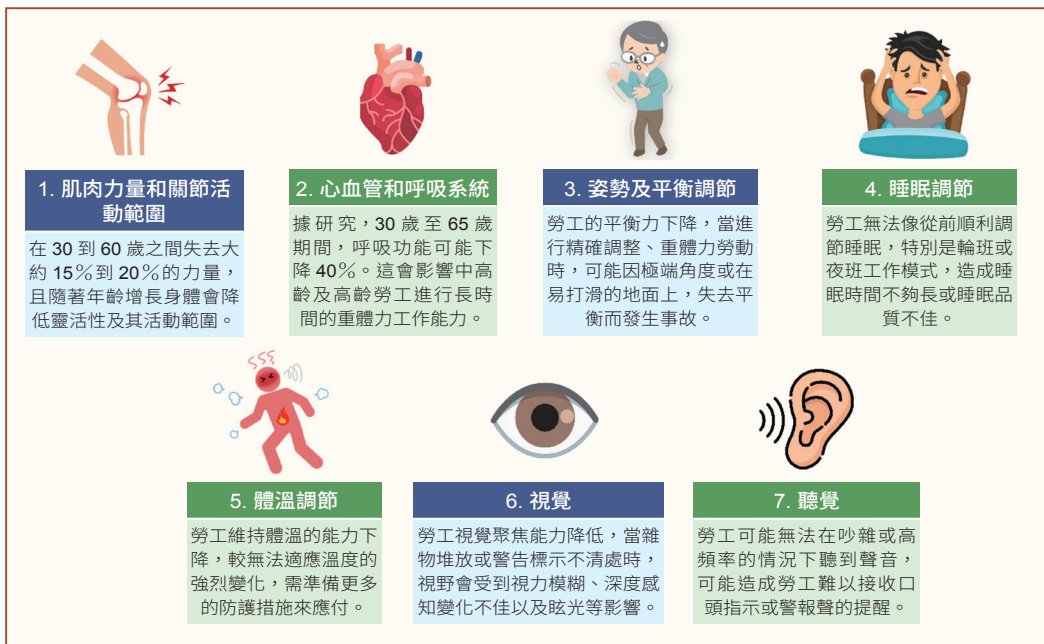 1. 肌肉力量和關節活
動範圍
在 30 到 60 歲之間失去大
約 15%到 20%的力量，
且隨著年齡增長身體會降
低靈活性及其活動範圍。
2. 心血管和呼吸系統
據研究，30 歲至 65 歲
期間，呼吸功能可能下
降 40%。這會影響中高
齡及高齡勞工進行長時
間的重體力工作能力。
3. 姿勢及平衡調節
勞工的平衡力下降，當進
行精確調整、重體力勞動
時，可能因極端角度或在
易打滑的地面上，失去平
衡而發生事故。
4. 睡眠調節
勞工無法像從前順利調
節睡眠，特別是輪班或
夜班工作模式，造成睡
眠時間不夠長或睡眠品
質不佳。
5. 體溫調節
勞工維持體溫的能力下
降，較無法適應溫度的
強烈變化，需準備更多
的防護措施來應付。
6. 視覺
勞工視覺聚焦能力降低，當雜
物堆放或警告標示不清處時，
視野會受到視力模糊、深度感
知變化不佳以及眩光等影響。
7. 聽覺
勞工可能無法在吵雜或高
頻率的情況下聽到聲音，
可能造成勞工難以接收口
頭指示或警報聲的提醒。